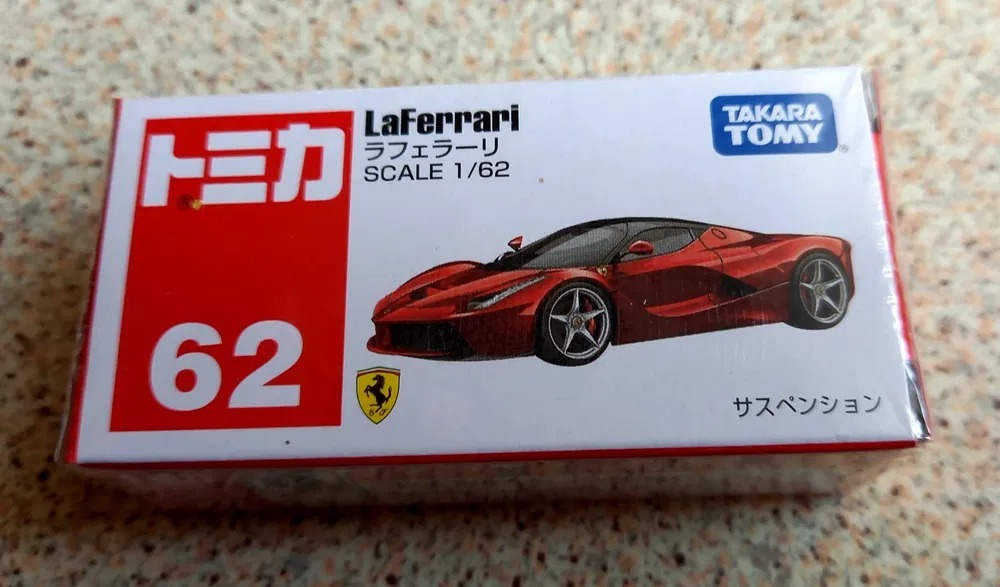 トミカ
62
LaFerrari
ラフェラーリ
SCALE 1/62
TAKARA
TOMY
®
S F
サスペンション